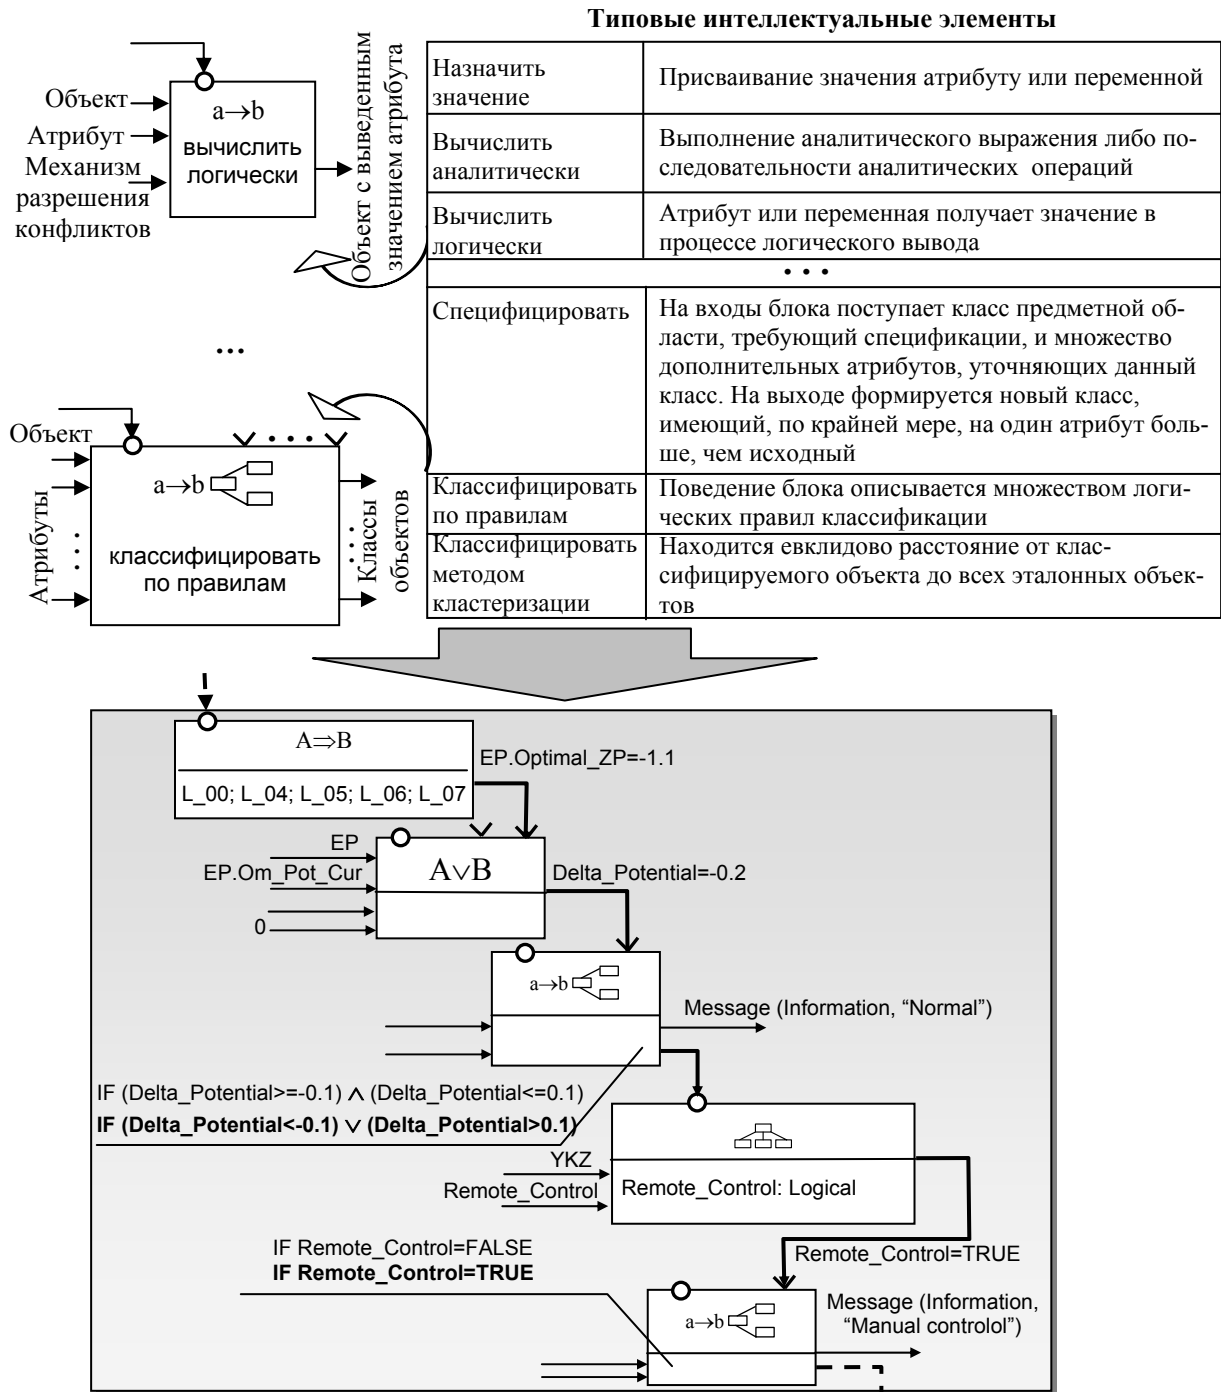 Типовые интеллектуальные элементы
Объект
Атрибут
Механизм
разрешения
конфликтов
a→b
вычислить
логически
Объект с выведенным
значением атрибута
Назначить
значение
Присваивание значения атрибуту или переменной
Вычислить
аналитически
Выполнение аналитического выражения либо по-
следовательности аналитических операций
Вычислить
логически
Атрибут или переменная получает значение в
процессе логического вывода
• • •
Специфицировать
На входы блока поступает класс предметной об-
ласти, требующий спецификации, и множество
дополнительных атрибутов, уточняющих данный
класс. На выходе формируется новый класс,
имеющий, по крайней мере, на один атрибут боль-
ше, чем исходный
Классифицировать
по правилам
Поведение блока описывается множеством логи-
ческих правил классификации
Классифицировать
методом
кластеризации
Находится евклидово расстояние от клас-
сифицируемого объекта до всех эталонных объек-
тов
...
Объект
Атрибуты
. . . .
. . . .
a→b
классифицировать
по правилам
. . . .
Классы
объектов
A⇒B
L_00; L_04; L_05; L_06; L_07
EP.Optimal_ZP=-1.1
EP
EP.Om_Pot_Cur
0
A∨B
Delta_Potential=-0.2
a→b
Message (Information, “Normal”)
IF (Delta_Potential>=-0.1) ∧ (Delta_Potential<=0.1)
IF (Delta_Potential<-0.1) ∨ (Delta_Potential>0.1)
YKZ
Remote_Control
Remote_Control: Logical
IF Remote_Control=FALSE
IF Remote_Control=TRUE
Remote_Control=TRUE
a→b
Message (Information,
“Manual controlol”)